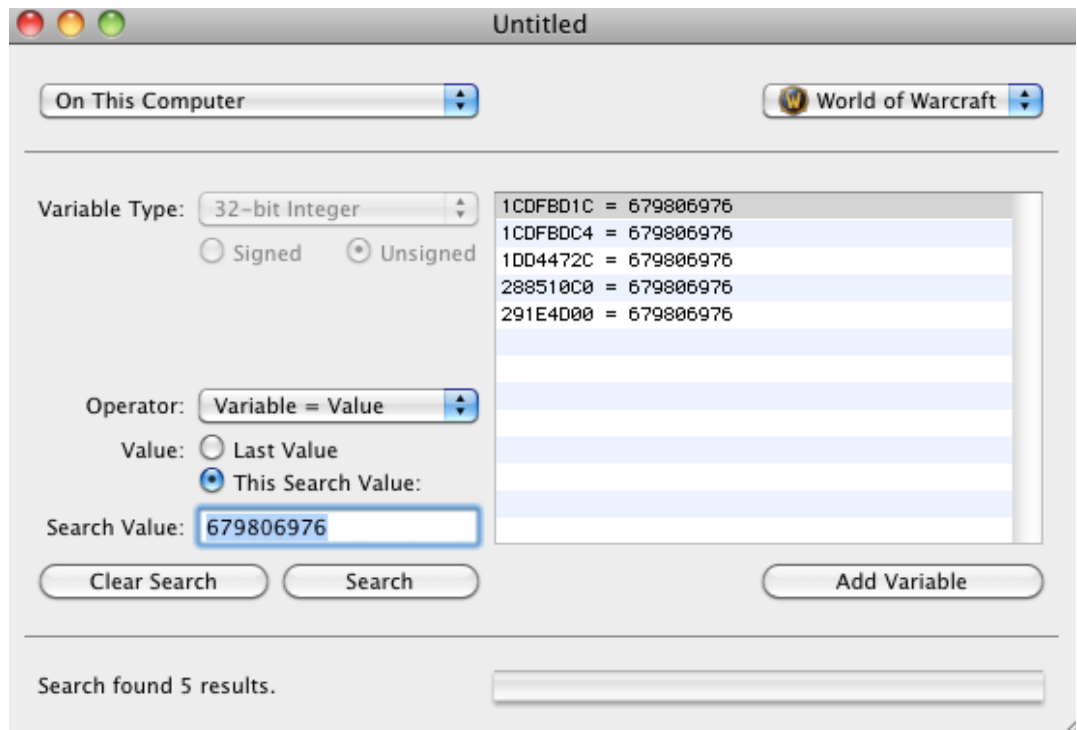 Untitled
On This Computer
World of Warcraft
Variable Type: 32-bit Integer
Signed Unsigned
1CDFBD1C = 679806976
1CDFBDC4 = 679806976
1DD4472C = 679806976
288510C0 = 679806976
291E4D00 = 679806976
Operator: Variable = Value
Value: Last Value
This Search Value:
Search Value: 679806976
Clear Search Search Add Variable
Search found 5 results.